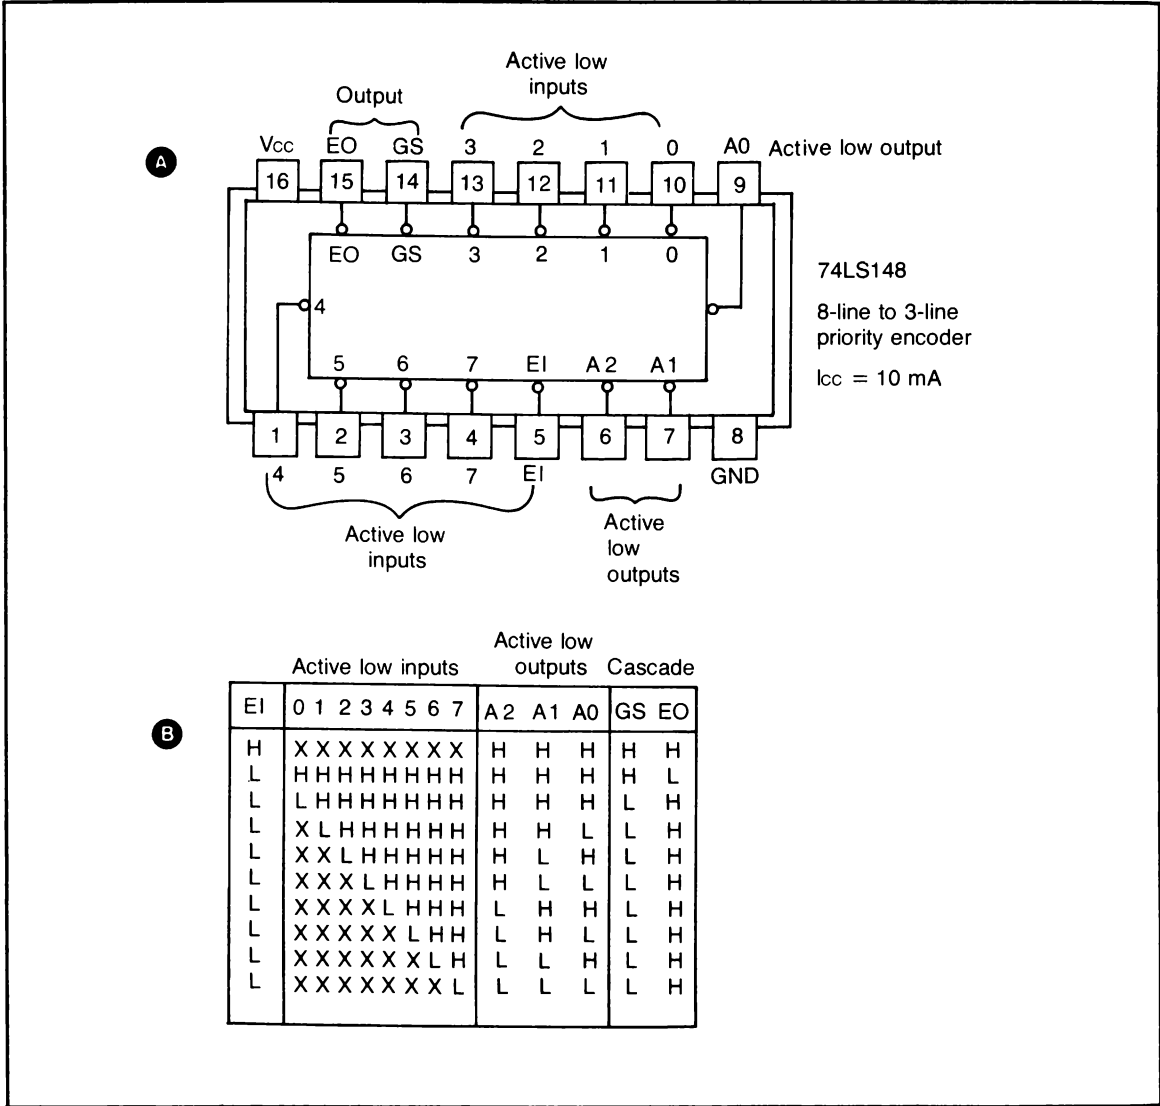 Active low
inputs
Output
A
Vcc EO GS 3 2 1 0 A0 Active low output
16 15 14 13 12 11 10 9
EO GS 3 2 1 0
74LS148
4
8-line to 3-line
priority encoder
5 6 7 EI A2 A1
Icc = 10 mA
1 2 3 4 5 6 7 8
4 5 6 7 EI GND
Active low
inputs
Active
low
outputs
Active low
outputs
Active low inputs Cascade
B
EI 0 1 2 3 4 5 6 7 A2 A1 A0 GS EO
H X X X X X X X X H H H H H
L H H H H H H H H H H H H L
L L H H H H H H H H H H L H
L X L H H H H H H H H L L H
L X X L H H H H H H L H L H
L X X X L H H H H H L L L H
L X X X X L H H H L H H L H
L X X X X X L H H L H L L H
L X X X X X X L H L L H L H
L X X X X X X X L L L L L H